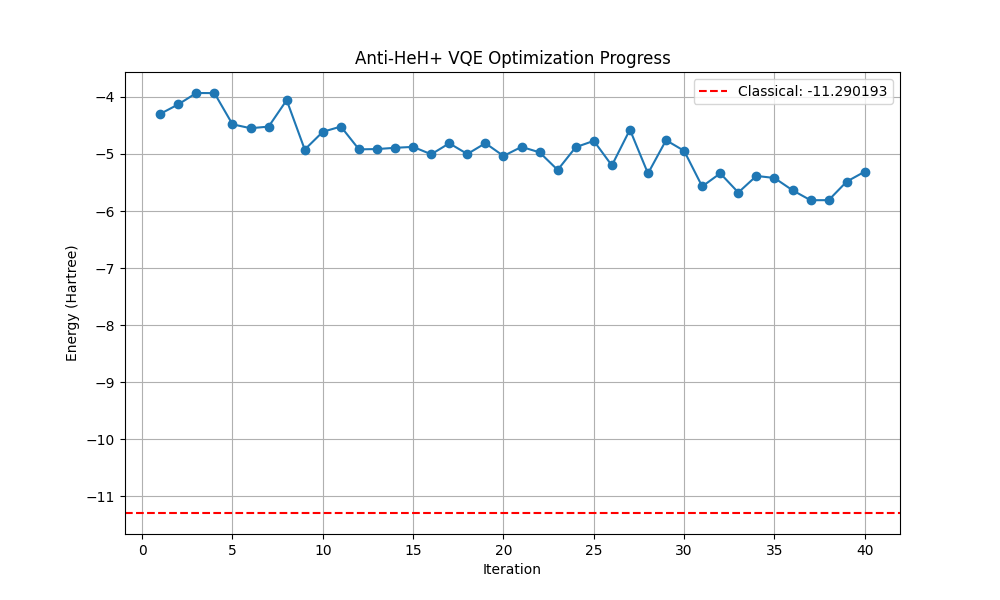 Anti-HeH+ VQE Optimization Progress
Classical: -11.290193
Energy (Hartree)
−4
−5
−6
−7
−8
−9
−10
−11
0 5 10 15 20 25 30 35 40
Iteration